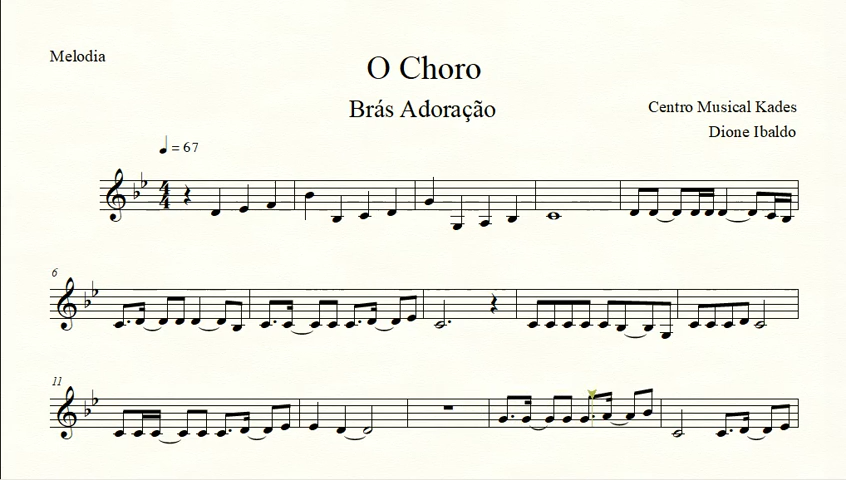 Melodia
O Choro
Brás Adoração
Centro Musical Kades
Dione Ibaldo
= 67
4
4
6
11